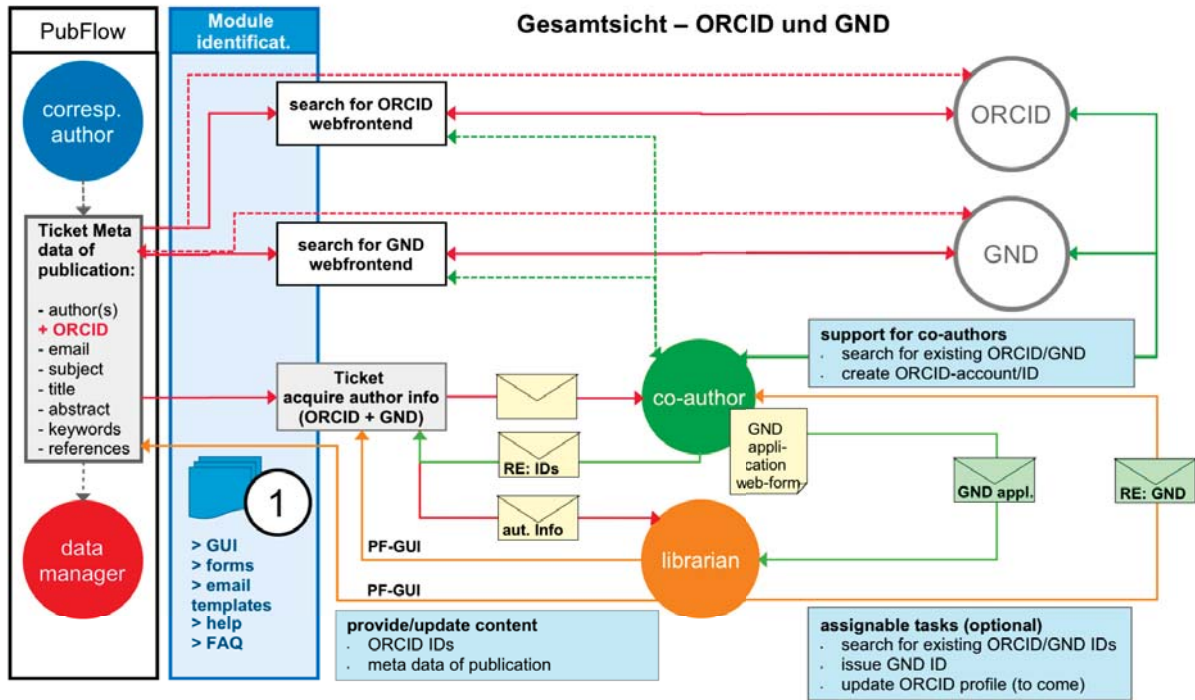 PubFlow
Module
identificat.
Gesamtsicht – ORCID und GND
corresp.
author
search for ORCID
webfrontend
ORCID
Ticket Meta
data of
publication:
- author(s)
+ ORCID
- email
- subject
- title
- abstract
- keywords
- references
search for GND
webfrontend
GND
support for co-authors
· search for existing ORCID/GND
· create ORCID-account/ID
Ticket
acquire author info
(ORCID + GND)
co-author
GND
appli-
cation
web-form
RE: IDs
GND appl.
RE: GND
1
aut. Info
data
manager
> GUI
> forms
> email
templates
> help
> FAQ
PF-GUI
librarian
PF-GUI
provide/update content
· ORCID IDs
· meta data of publication
assignable tasks (optional)
· search for existing ORCID/GND IDs
· issue GND ID
· update ORCID profile (to come)